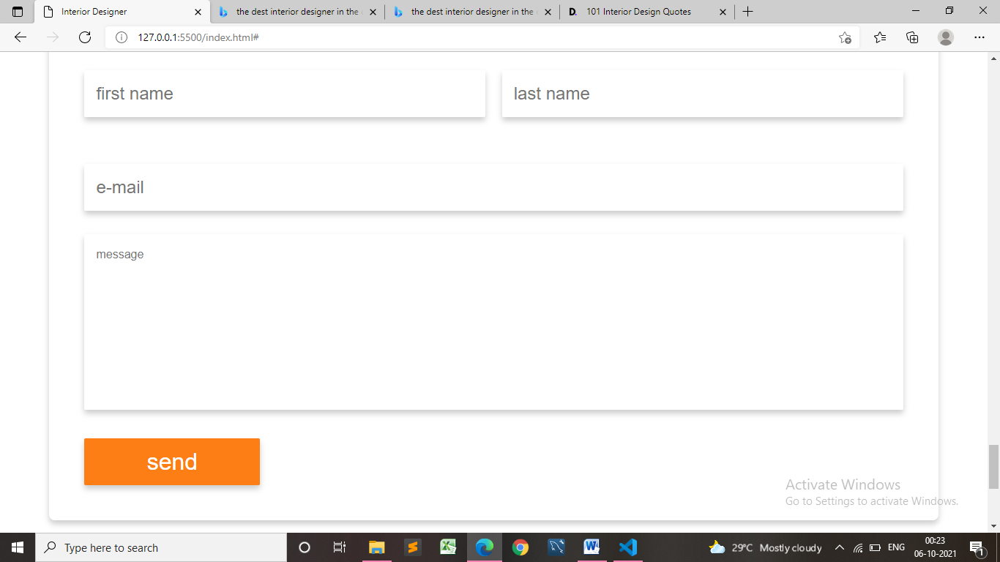 Interior Designer
the dest interior designer in the
the dest interior designer in the
D. 101 Interior Design Quotes
127.0.0.1:5500/index.html#
first name
last name
e-mail
message
send
Activate Windows
Go to Settings to activate Windows.
Type here to search
29°C Mostly cloudy
ENG
00:23
06-10-2021
1